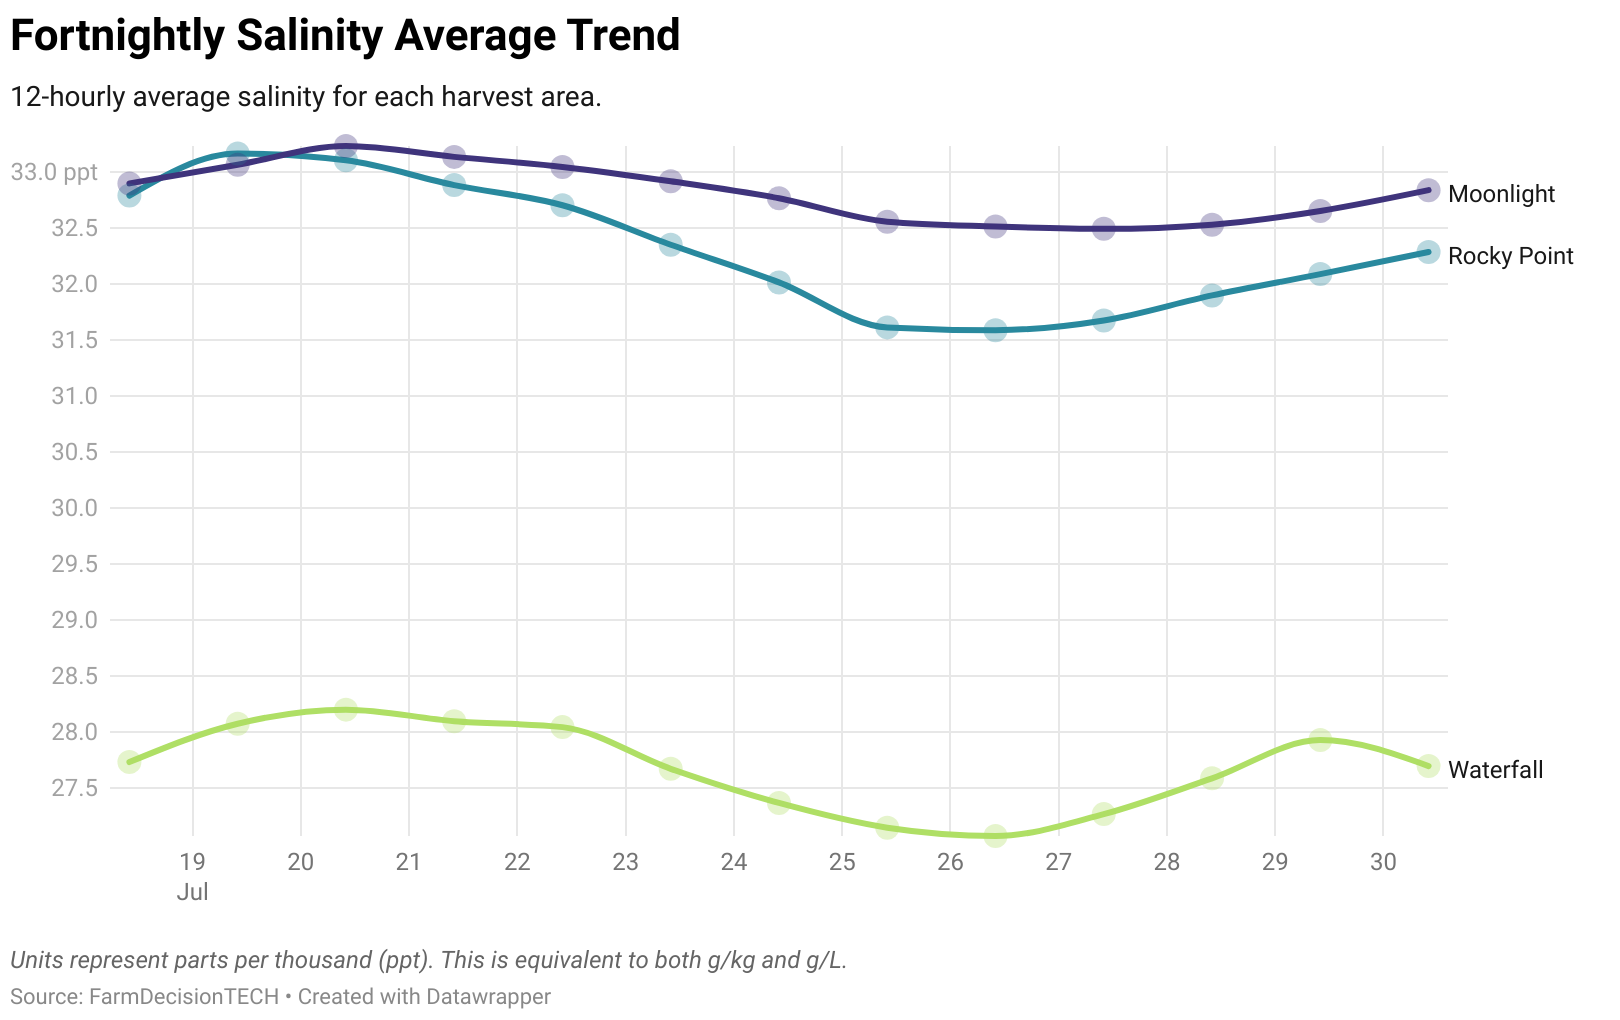 Fortnightly Salinity Average Trend
12-hourly average salinity for each harvest area.
33.0 ppt
32.5
32.0
31.5
31.0
30.5
30.0
29.5
29.0
28.5
28.0
27.5
Moonlight
Rocky Point
Waterfall
19 20 21 22 23 24 25 26 27 28 29 30
Jul
Units represent parts per thousand (ppt). This is equivalent to both g/kg and g/L.
Source: FarmDecisionTECH • Created with Datawrapper